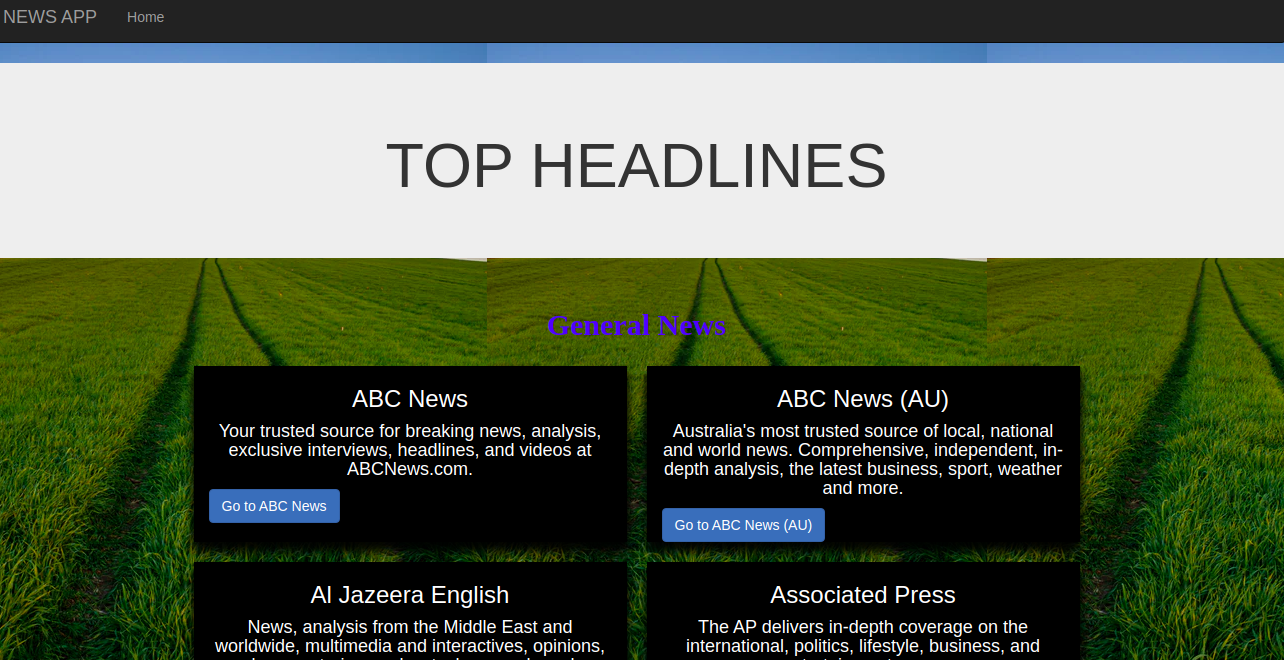 NEWS APP Home
TOP HEADLINES
General News
ABC News
Your trusted source for breaking news, analysis,
exclusive interviews, headlines, and videos at
ABCNews.com.
Go to ABC News
ABC News (AU)
Australia's most trusted source of local, national
and world news. Comprehensive, independent, in-
depth analysis, the latest business, sport, weather
and more.
Go to ABC News (AU)
Al Jazeera English
News, analysis from the Middle East and
worldwide, multimedia and interactives, opinions,
Associated Press
The AP delivers in-depth coverage on the
international, politics, lifestyle, business, and